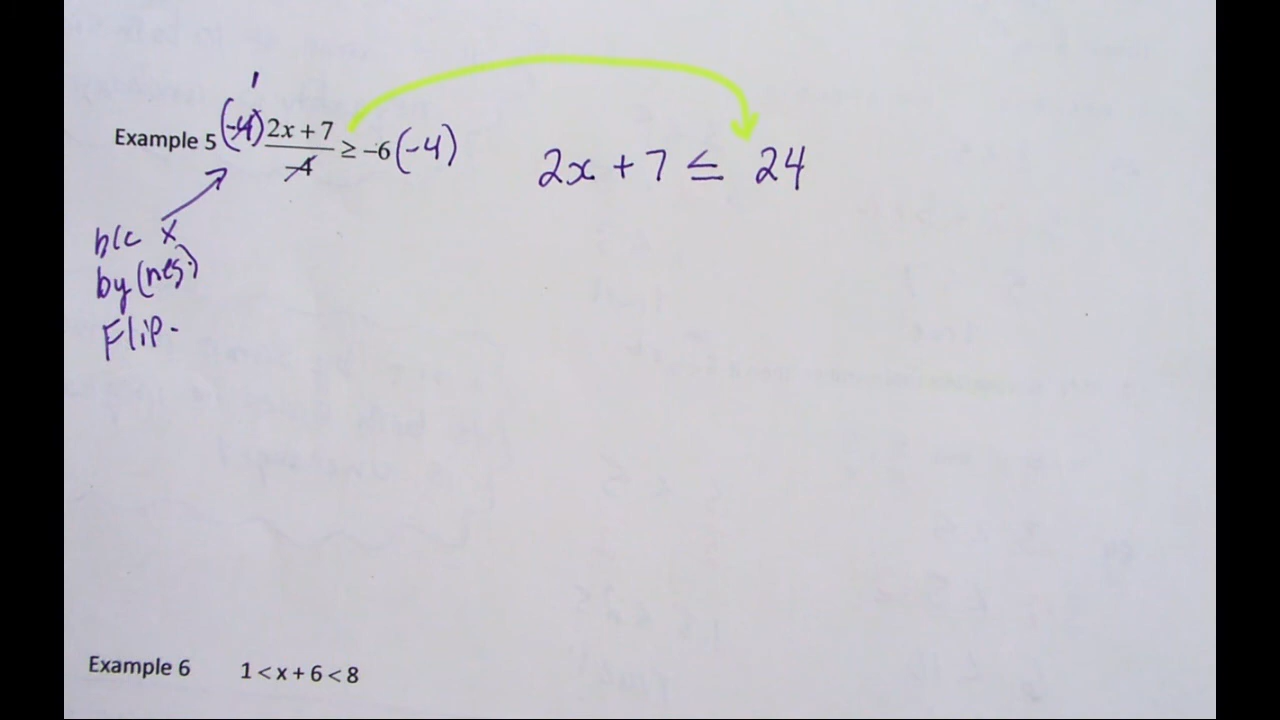 Example 5 (-4) 2x + 7 / -4 ≥ -6 (-4)
1
2x + 7 ≤ 24
b/c x
by (neg.)
Flip.
Example 6 1 < x + 6 < 8